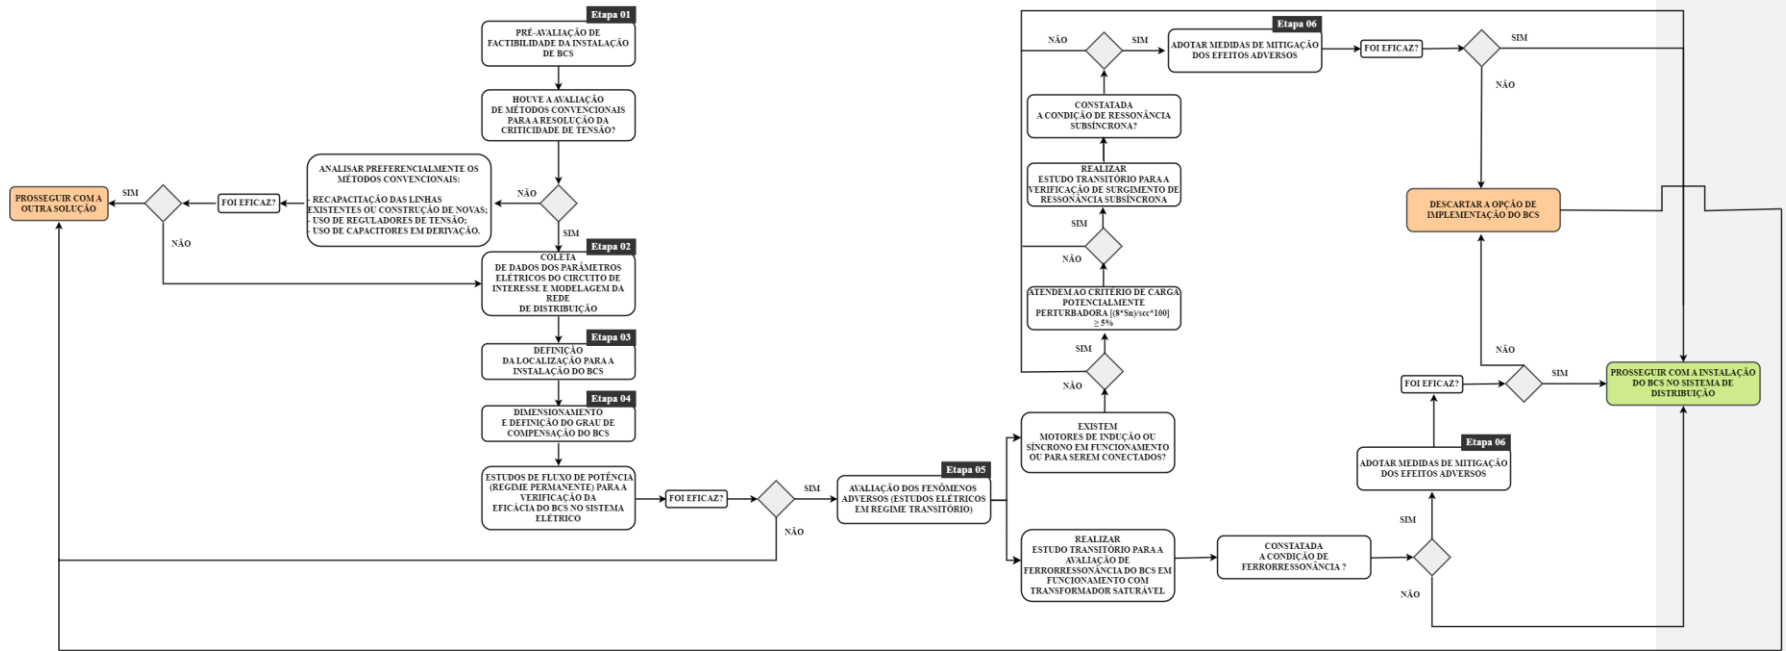 Etapa 01
PRÉ-AVALIAÇÃO DE
FACTIBILIDADE DA INSTALAÇÃO
DE BCS
HOUVE A AVALIAÇÃO
DE MÉTODOS CONVENCIONAIS
PARA A RESOLUÇÃO DA
CRITICIDADE DE TENSÃO?
NÃO
SIM
ANALISAR PREFERENCIALMENTE OS
MÉTODOS CONVENCIONAIS:
- RECAPACITAÇÃO DAS LINHAS
EXISTENTES OU CONSTRUÇÃO DE NOVAS;
- USO DE REGULADORES DE TENSÃO;
- USO DE CAPACITORES EM DERIVAÇÃO.
FOI EFICAZ?
SIM
NÃO
PROSSEGUIR COM A
OUTRA SOLUÇÃO
Etapa 02
COLETA
DE DADOS DOS PARÂMETROS
ELÉTRICOS DO CIRCUITO DE
INTERESSE E MODELAGEM DA
REDE
DE DISTRIBUIÇÃO
Etapa 03
DEFINIÇÃO
DA LOCALIZAÇÃO PARA A
INSTALAÇÃO DO BCS
Etapa 04
DIMENSIONAMENTO
E DEFINIÇÃO DO GRAU DE
COMPENSAÇÃO DO BCS
ESTUDOS DE FLUXO DE POTÊNCIA
(REGIME PERMANENTE) PARA A
VERIFICAÇÃO DA
EFICÁCIA DO BCS NO SISTEMA
ELÉTRICO
FOI EFICAZ?
SIM
NÃO
Etapa 05
AVALIAÇÃO DOS FENÔMENOS
ADVERSOS (ESTUDOS ELÉTRICOS
EM REGIME TRANSITÓRIO)
EXISTEM
MOTORES DE INDUÇÃO OU
SÍNCRONO EM FUNCIONAMENTO
OU PARA SEREM CONECTADOS?
NÃO
SIM
ATENDEM AO CRITÉRIO DE CARGA
POTENCIALMENTE
PERTURBADORA [(8*Sn)/scc*100]
≥ 5%
NÃO
SIM
REALIZAR
ESTUDO TRANSITÓRIO PARA A
VERIFICAÇÃO DE SURGIMENTO DE
RESSONÂNCIA SUBSÍNCRONA
CONSTATADA
A CONDIÇÃO DE RESSONÂNCIA
SUBSÍNCRONA?
NÃO
SIM
Etapa 06
ADOTAR MEDIDAS DE MITIGAÇÃO
DOS EFEITOS ADVERSOS
FOI EFICAZ?
SIM
NÃO
DESCARTAR A OPÇÃO DE
IMPLEMENTAÇÃO DO BCS
REALIZAR
ESTUDO TRANSITÓRIO PARA A
AVALIAÇÃO DE
FERRORRESSONÂNCIA DO BCS EM
FUNCIONAMENTO COM
TRANSFORMADOR SATURÁVEL
CONSTATADA
A CONDIÇÃO DE
FERRORRESSONÂNCIA ?
SIM
NÃO
Etapa 06
ADOTAR MEDIDAS DE MITIGAÇÃO
DOS EFEITOS ADVERSOS
FOI EFICAZ?
NÃO
SIM
PROSSEGUIR COM A INSTALAÇÃO
DO BCS NO SISTEMA DE
DISTRIBUIÇÃO